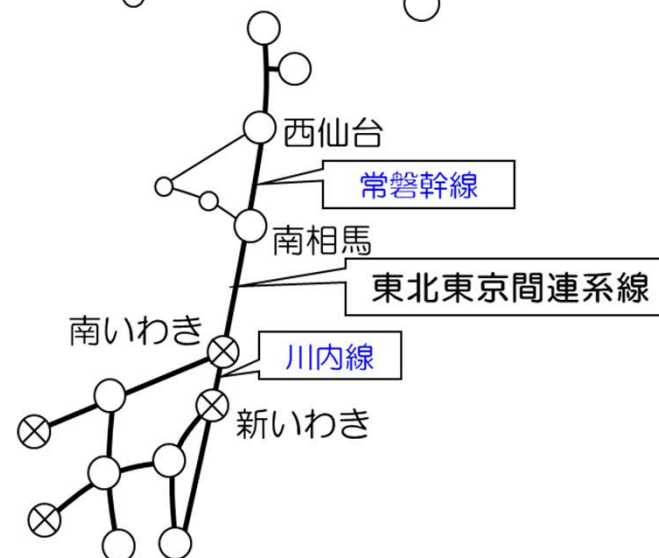 西仙台
常磐幹線
南相馬
東北東京間連系線
南いわき
川内線
新いわき